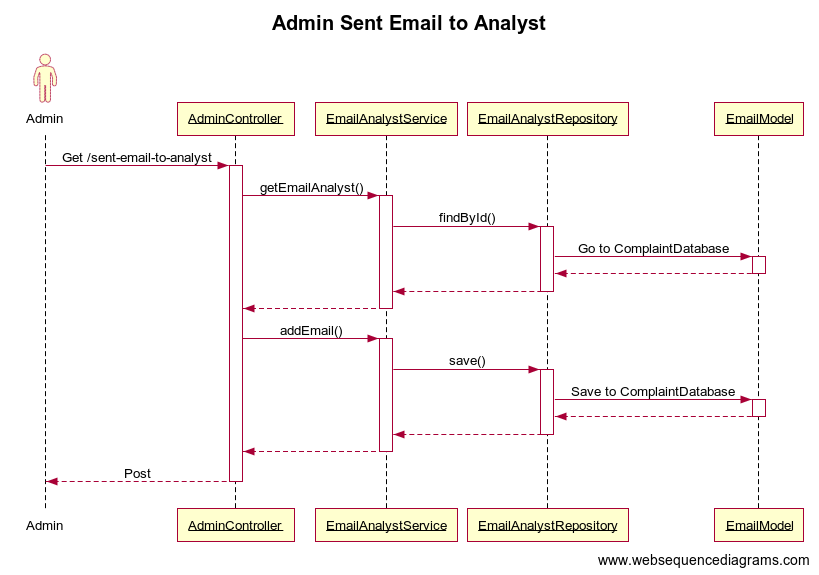 Admin Sent Email to Analyst
Admin
AdminController
EmailAnalystService
EmailAnalystRepository
EmailModel
Get /sent-email-to-analyst
getEmailAnalyst()
findById()
Go to ComplaintDatabase
addEmail()
save()
Save to ComplaintDatabase
Post
Admin
AdminController
EmailAnalystService
EmailAnalystRepository
EmailModel
www.websequencediagrams.com